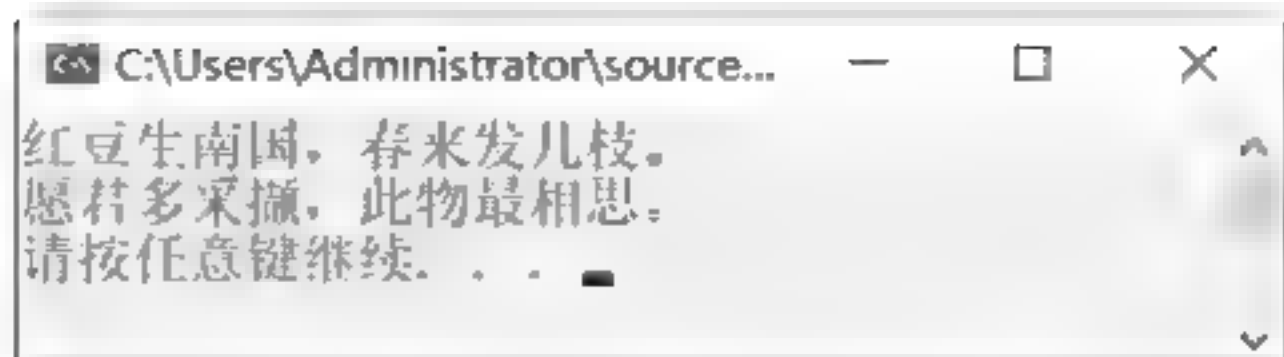 C:\Users\Administrator\source...
红豆生南国，春来发几枝。
愿君多采撷，此物最相思。
请按任意键继续. . .